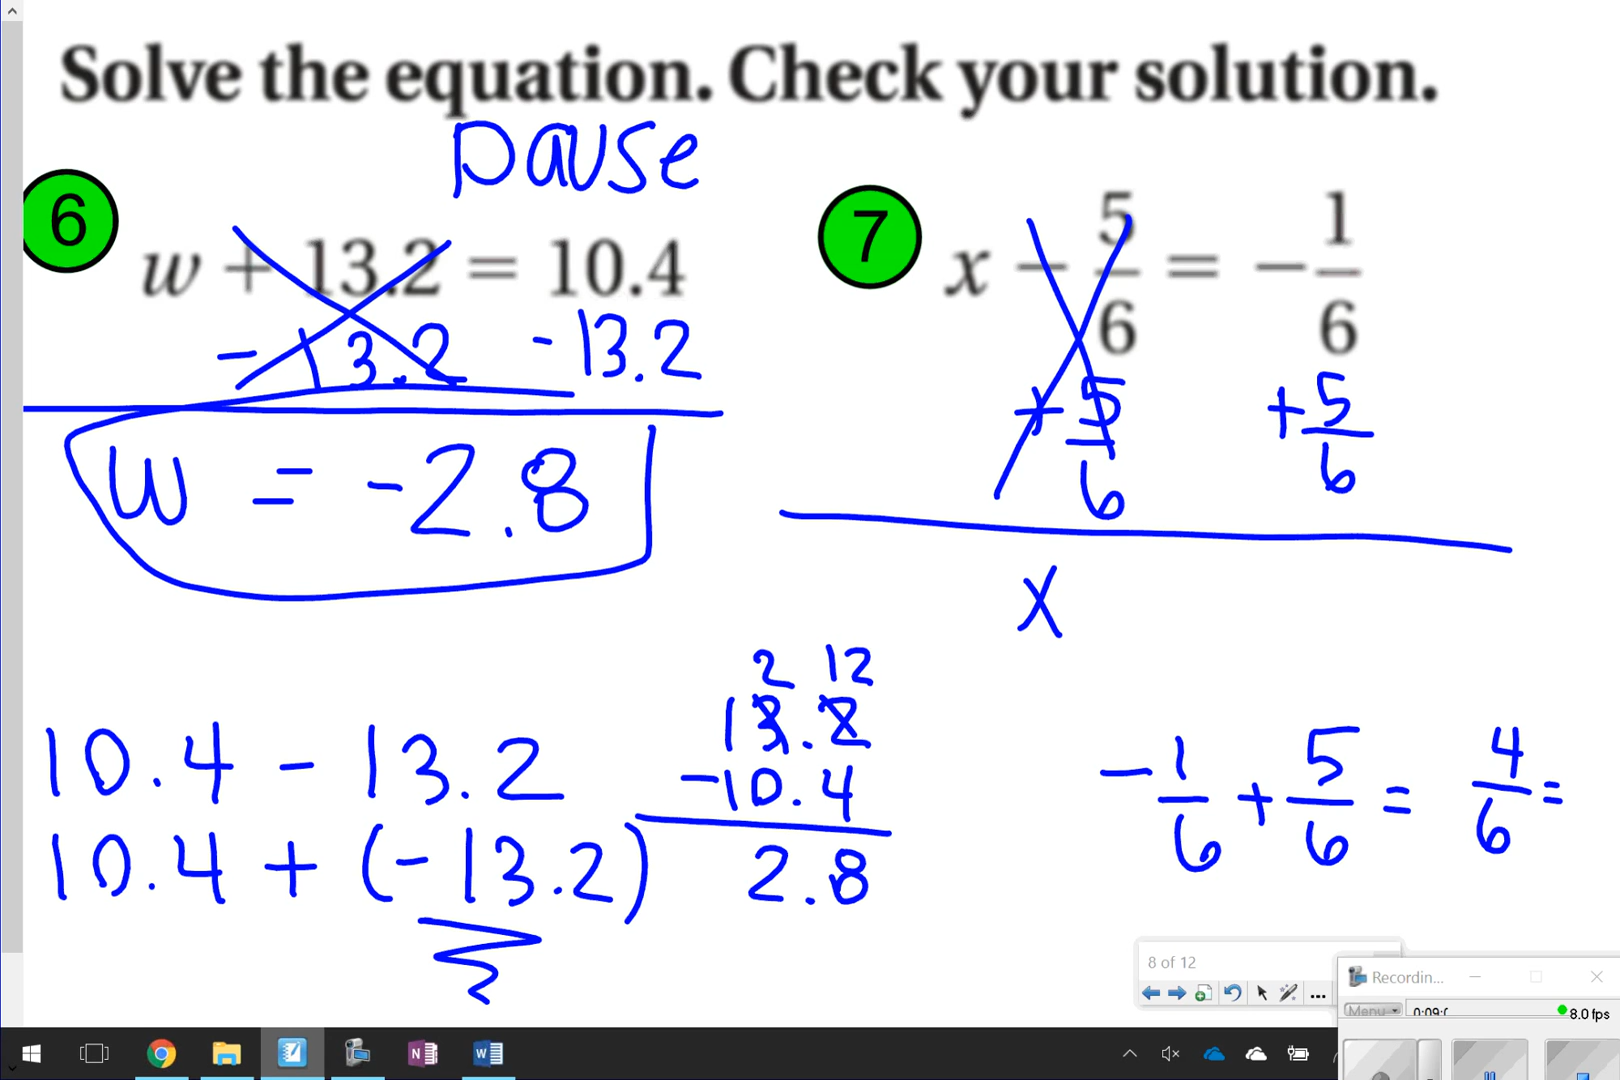 Solve the equation. Check your solution.
pause
6
w + 13.2 = 10.4
- 13.2 - 13.2
w = -2.8
7
x - 5/6 = - 1/6
+ 5/6 + 5/6
x
10.4 - 13.2
10.4 + (-13.2)
2 12
13.2
-10.4
2.8
- 1/6 + 5/6 = 4/6 =
8 of 12
...
Recordin...
Menu
8.0 fps